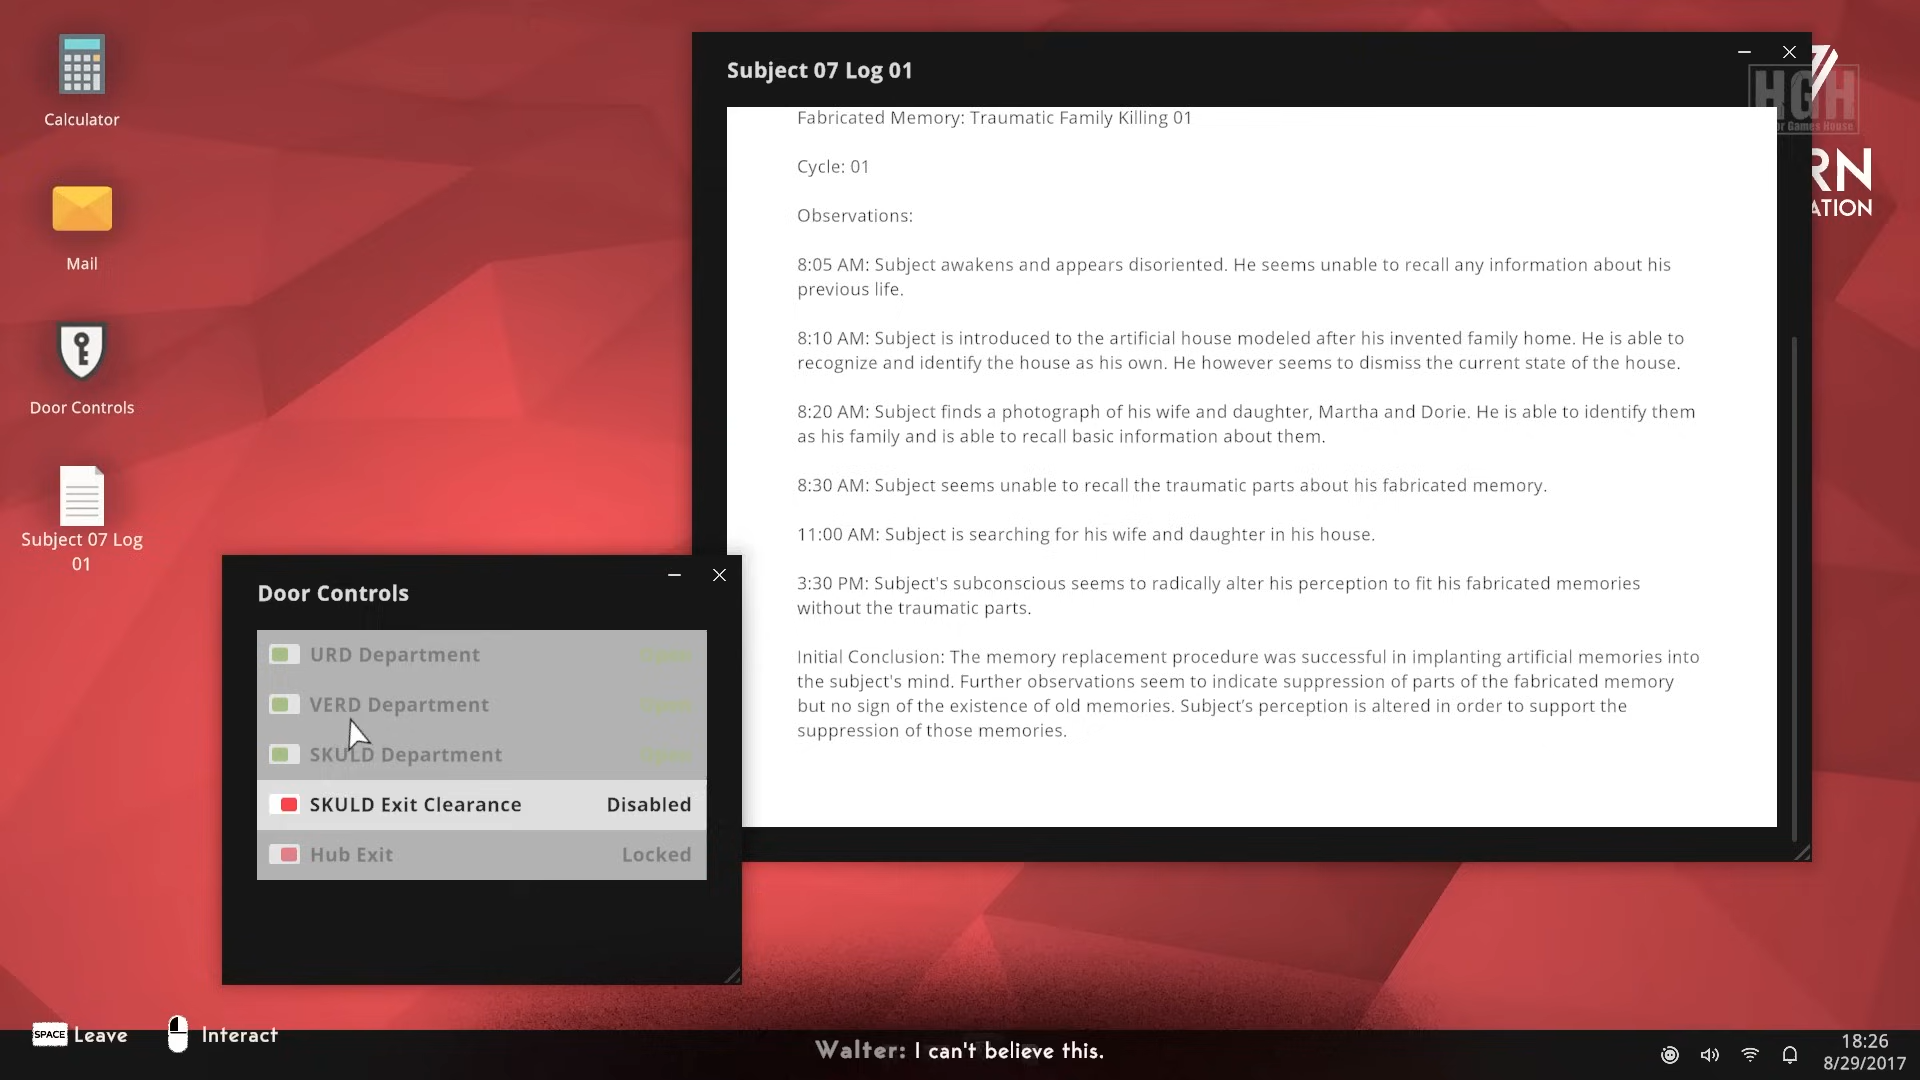 Calculator
Mail
Door Controls
Subject 07 Log
01
Subject 07 Log 01
HGH
or Games House
RN
ATION
Fabricated Memory: Traumatic Family Killing 01
Cycle: 01
Observations:
8:05 AM: Subject awakens and appears disoriented. He seems unable to recall any information about his
previous life.
8:10 AM: Subject is introduced to the artificial house modeled after his invented family home. He is able to
recognize and identify the house as his own. He however seems to dismiss the current state of the house.
8:20 AM: Subject finds a photograph of his wife and daughter, Martha and Dorie. He is able to identify them
as his family and is able to recall basic information about them.
8:30 AM: Subject seems unable to recall the traumatic parts about his fabricated memory.
11:00 AM: Subject is searching for his wife and daughter in his house.
3:30 PM: Subject's subconscious seems to radically alter his perception to fit his fabricated memories
without the traumatic parts.
Initial Conclusion: The memory replacement procedure was successful in implanting artificial memories into
the subject's mind. Further observations seem to indicate suppression of parts of the fabricated memory
but no sign of the existence of old memories. Subject's perception is altered in order to support the
suppression of those memories.
Door Controls
URD Department Open
VERD Department Open
SKULD Department Open
SKULD Exit Clearance Disabled
Hub Exit Locked
SPACE Leave Interact
Walter: I can't believe this.
18:26
8/29/2017